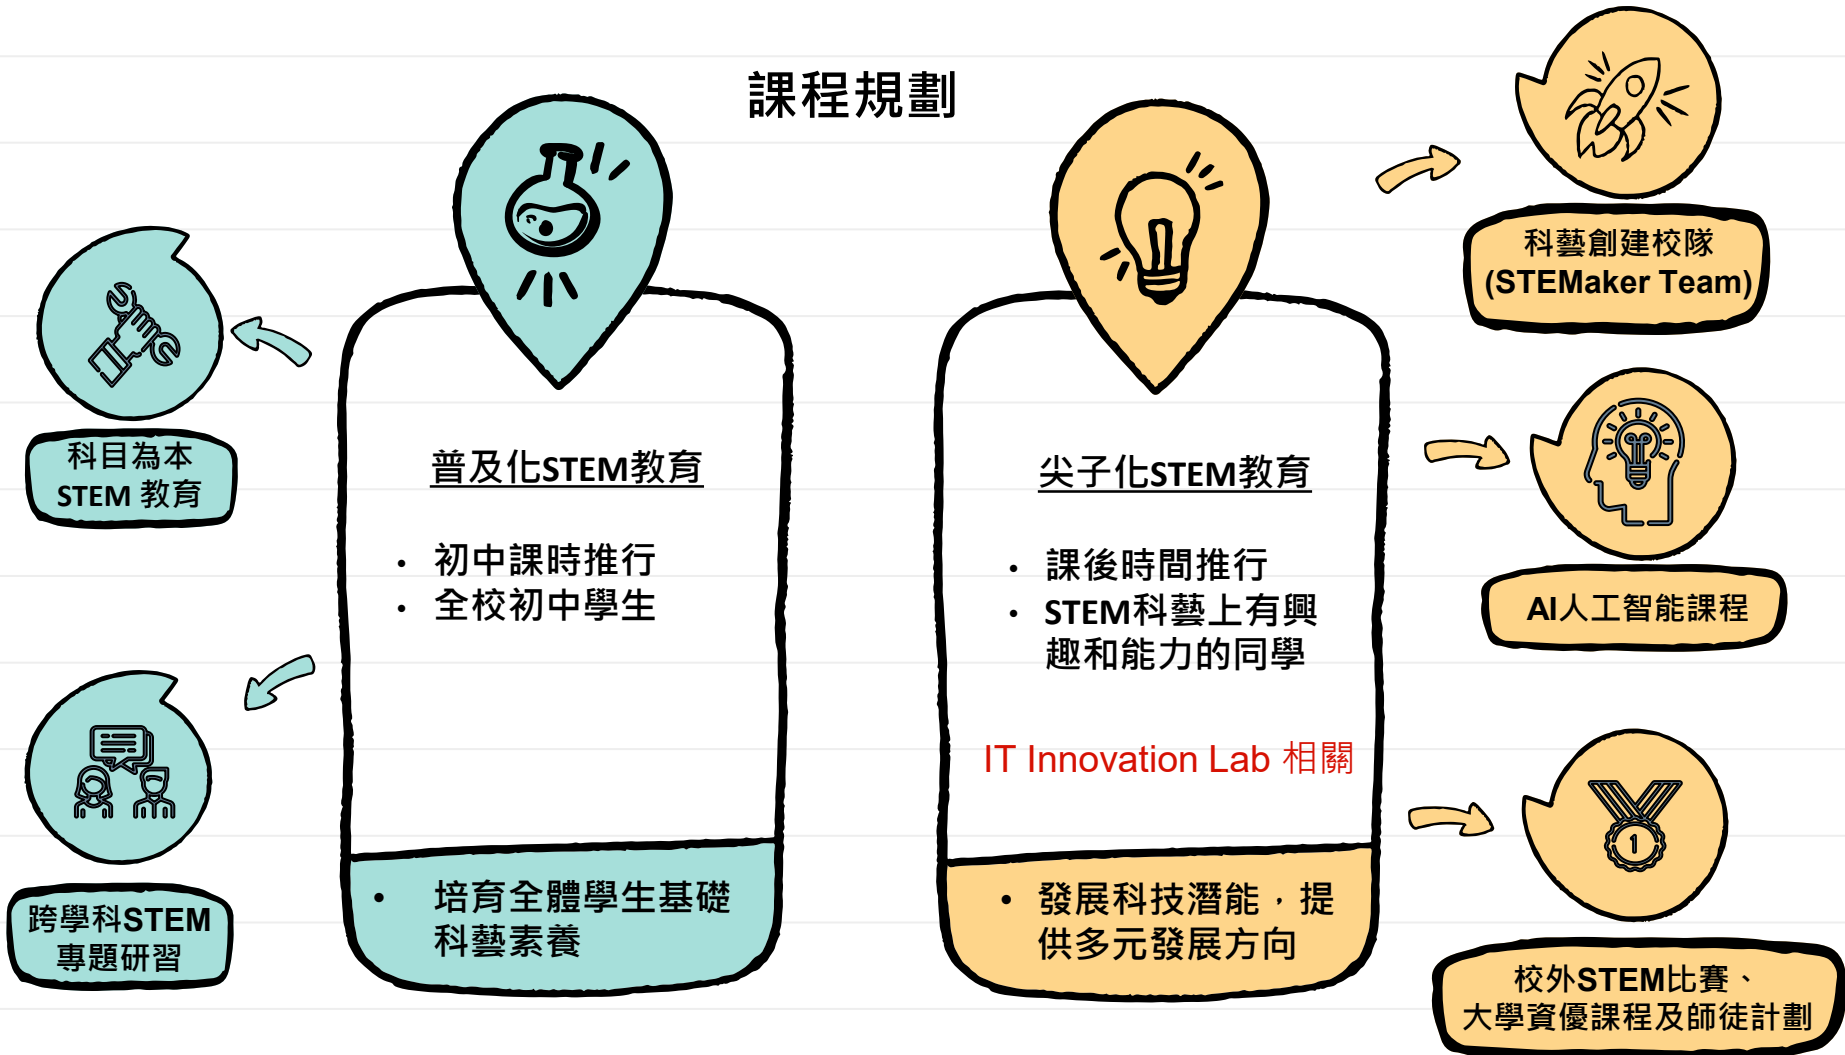 課程規劃
科目為本
STEM 教育
跨學科STEM
專題研習
普及化STEM教育
• 初中課時推行
• 全校初中學生
• 培育全體學生基礎
科藝素養
尖子化STEM教育
• 課後時間推行
• STEM科藝上有興
趣和能力的同學
IT Innovation Lab 相關
• 發展科技潛能，提
供多元發展方向
科藝創建校隊
(STEMaker Team)
AI人工智能課程
1
校外STEM比賽、
大學資優課程及師徒計劃